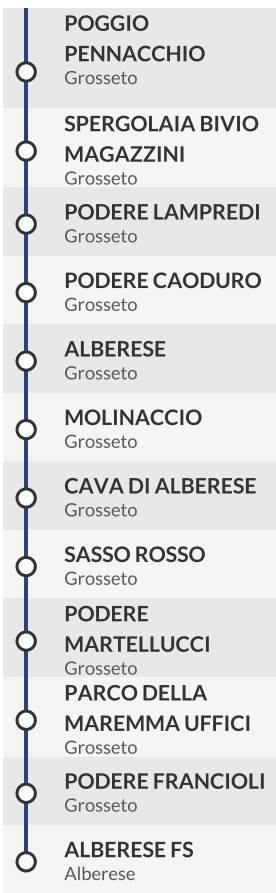 POGGIO
PENNACCHIO
Grosseto
SPERGOLAIA BIVIO
MAGAZZINI
Grosseto
PODERE LAMPREDI
Grosseto
PODERE CAODURO
Grosseto
ALBERESE
Grosseto
MOLINACCIO
Grosseto
CAVA DI ALBERESE
Grosseto
SASSO ROSSO
Grosseto
PODERE
MARTELLUCCI
Grosseto
PARCO DELLA
MAREMMA UFFICI
Grosseto
PODERE FRANCIOLI
Grosseto
ALBERESE FS
Alberese